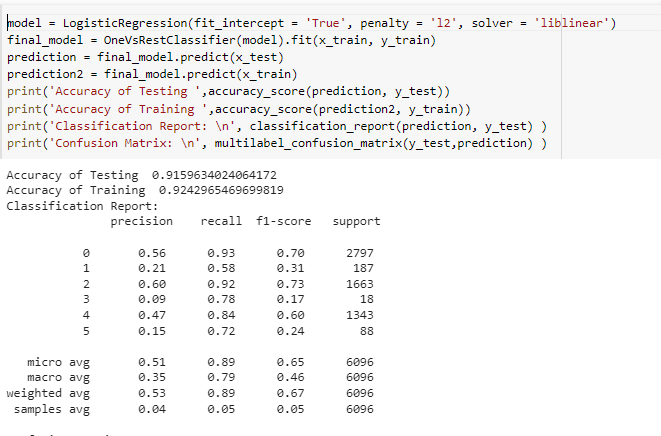 model = LogisticRegression(fit_intercept = 'True', penalty = 'l2', solver = 'liblinear')
final_model = OneVsRestClassifier(model).fit(x_train, y_train)
prediction = final_model.predict(x_test)
prediction2 = final_model.predict(x_train)
print('Accuracy of Testing ',accuracy_score(prediction, y_test))
print('Accuracy of Training ',accuracy_score(prediction2, y_train))
print('Classification Report: \n', classification_report(prediction, y_test) )
print('Confusion Matrix: \n', multilabel_confusion_matrix(y_test,prediction) )
Accuracy of Testing  0.9159634024064172
Accuracy of Training  0.9242965469699819
Classification Report:
precision recall f1-score support
0 0.56 0.93 0.70 2797
1 0.21 0.58 0.31 187
2 0.60 0.92 0.73 1663
3 0.09 0.78 0.17 18
4 0.47 0.84 0.60 1343
5 0.15 0.72 0.24 88
micro avg 0.51 0.89 0.65 6096
macro avg 0.35 0.79 0.46 6096
weighted avg 0.53 0.89 0.67 6096
samples avg 0.04 0.05 0.05 6096